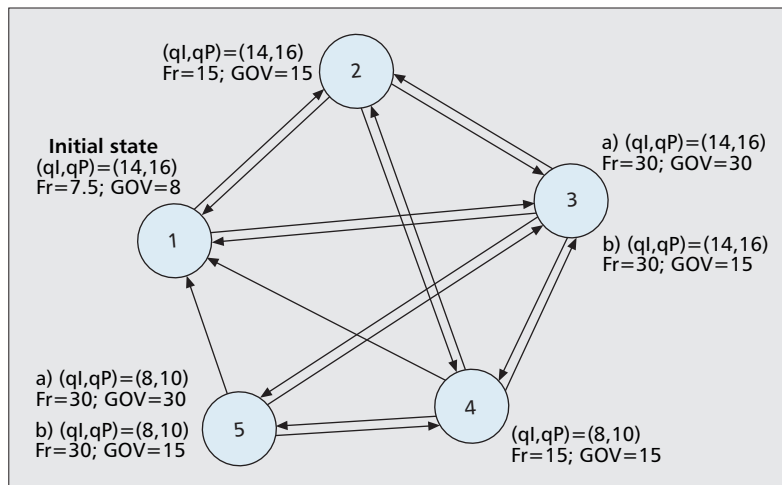 (qI,qP)=(14,16)
Fr=15; GOV=15
2
Initial state
(qI,qP)=(14,16)
Fr=7.5; GOV=8
a) (qI,qP)=(14,16)
Fr=30; GOV=30
3
1
b) (qI,qP)=(14,16)
Fr=30; GOV=15
a) (qI,qP)=(8,10)
Fr=30; GOV=30
b) (qI,qP)=(8,10)
Fr=30; GOV=15
5
4
(qI,qP)=(8,10)
Fr=15; GOV=15